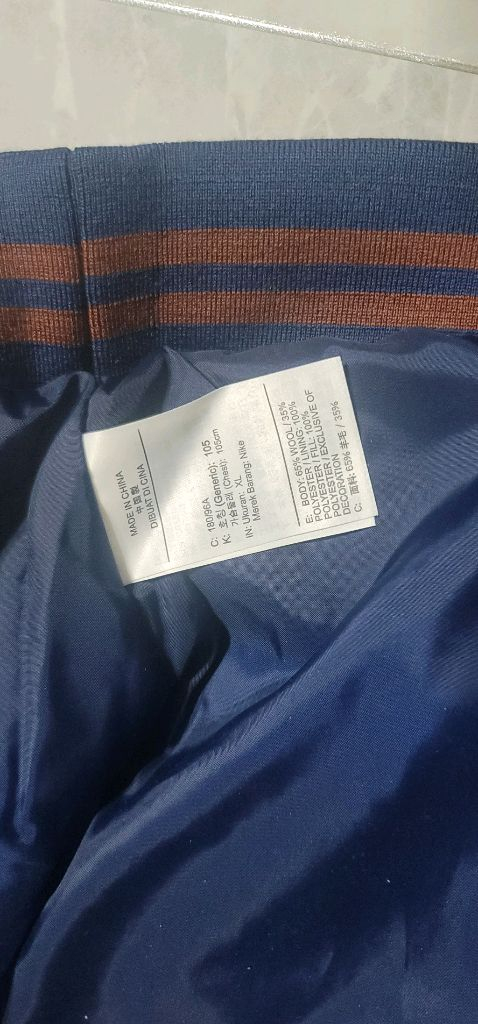 MADE IN CHINA
中国製
DIBUAT DI CINA
C: 180/96A
K: 호칭 (Generic): 105
가슴둘레 (Chest): 105cm
IN: Ukuran: XL
Merek Barang: Nike
E: BODY: 65% WOOL / 35%
POLYESTER / LINING: 100%
POLYESTER / FILL: 100%
POLYESTER / EXCLUSIVE OF
DECORATION
C: 面料: 65% 羊毛 / 35%